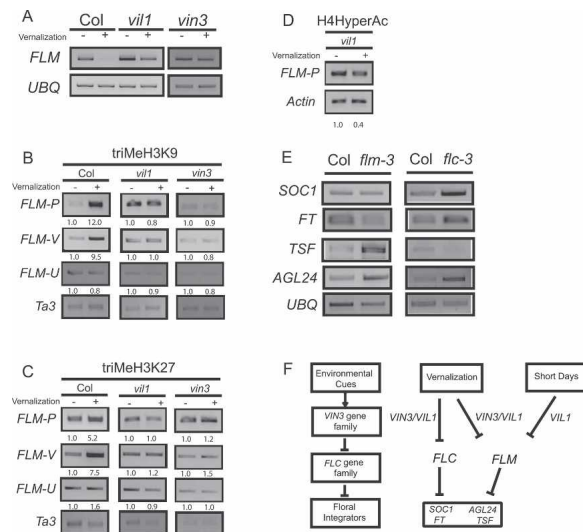 A
Col vil1 vin3
Vernalization - + - + - +
FLM
UBQ
B
triMeH3K9
Col vil1 vin3
Vernalization - + - + - +
FLM-P
1.0 12.0 1.0 0.8 1.0 0.9
FLM-V
1.0 9.5 1.0 1.0 1.0 0.8
FLM-U
1.0 0.8 1.0 0.9 1.0 0.8
Ta3
C
triMeH3K27
Col vil1 vin3
Vernalization - + - + - +
FLM-P
1.0 5.2 1.0 1.0 1.0 1.2
FLM-V
1.0 7.5 1.0 1.2 1.0 1.5
FLM-U
1.0 1.6 1.0 0.9 1.0 1.0
Ta3
D
H4HyperAc
vil1
Vernalization - +
FLM-P
Actin
1.0 0.4
E
Col flm-3 Col flc-3
SOC1
FT
TSF
AGL24
UBQ
F
Environmental
Cues
VIN3 gene
family
FLC gene
family
Floral
Integrators
Vernalization
Short Days
VIN3/VIL1 VIN3/VIL1 VIL1
FLC FLM
SOC1 AGL24
FT TSF